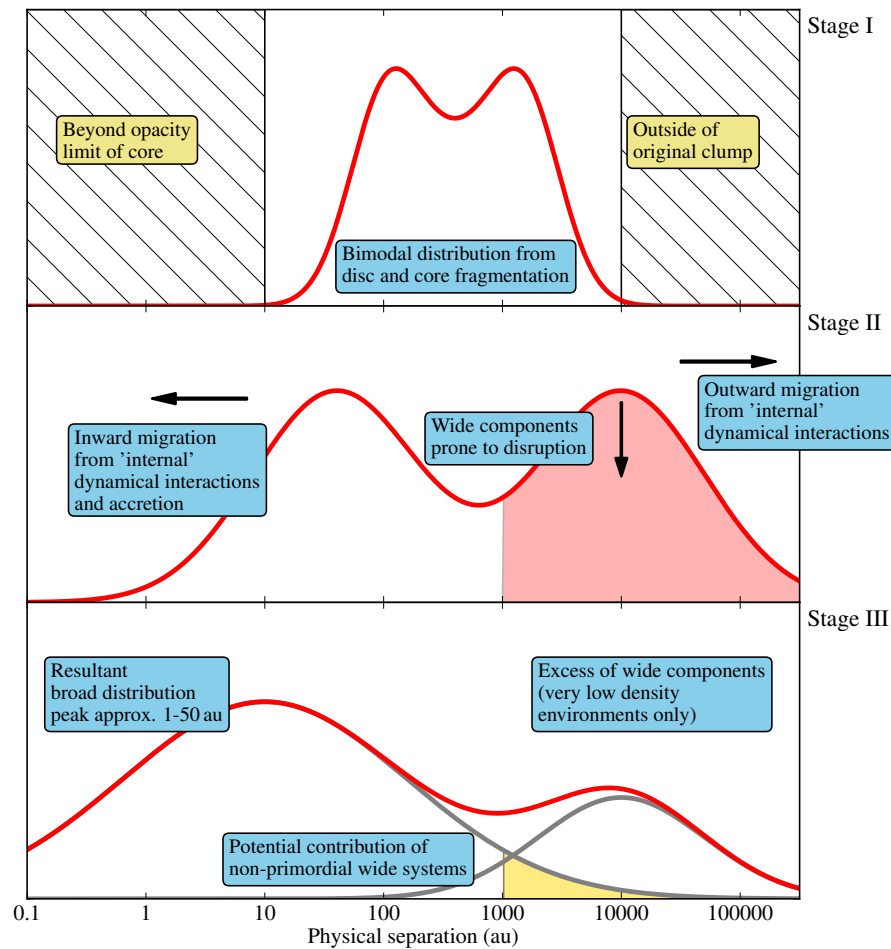 Stage I
Beyond opacity
limit of core
Outside of
original clump
Bimodal distribution from
disc and core fragmentation
Stage II
Inward migration
from 'internal'
dynamical interactions
and accretion
Wide components
prone to disruption
Outward migration
from 'internal'
dynamical interactions
Stage III
Resultant
broad distribution
peak approx. 1-50 au
Excess of wide components
(very low density
environments only)
Potential contribution of
non-primordial wide systems
0.1 1 10 100 1000 10000 100000
Physical separation (au)